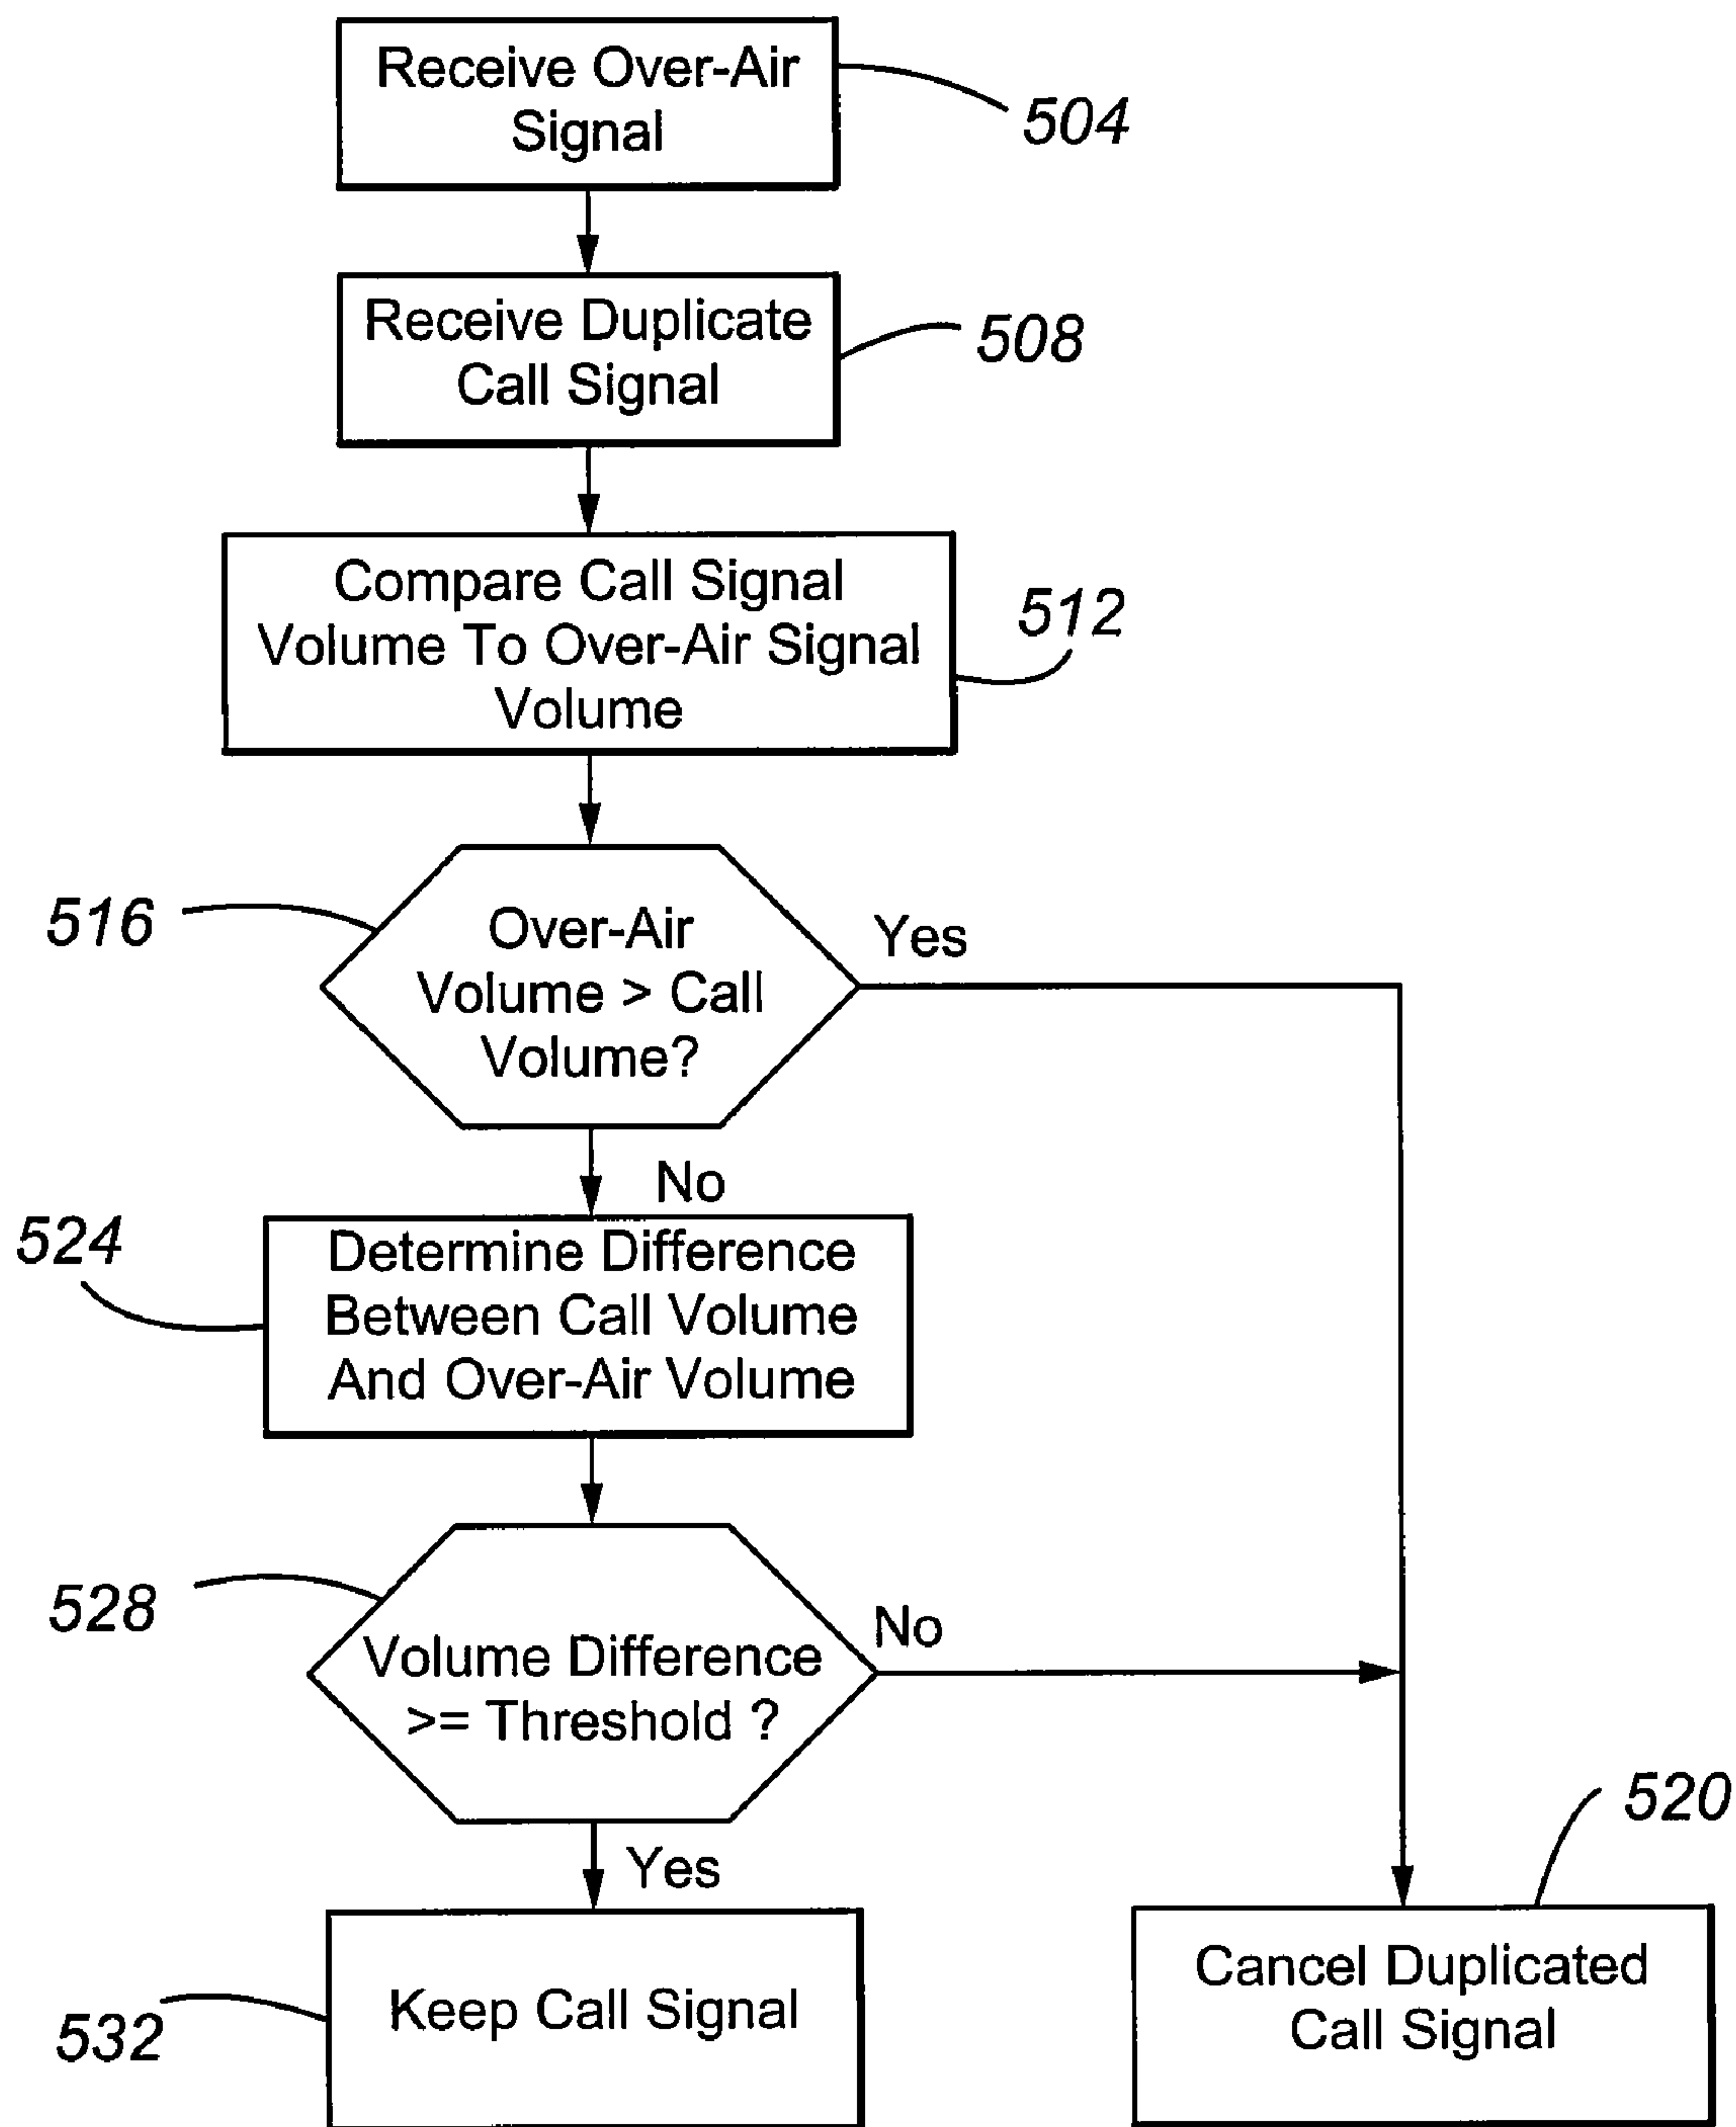 Receive Over-Air
Signal
504
Receive Duplicate
Call Signal
508
Compare Call Signal
Volume To Over-Air Signal
Volume
512
516
Over-Air
Volume > Call
Volume?
Yes
No
524
Determine Difference
Between Call Volume
And Over-Air Volume
528
Volume Difference
>= Threshold ?
No
Yes
520
532
Keep Call Signal
Cancel Duplicated
Call Signal